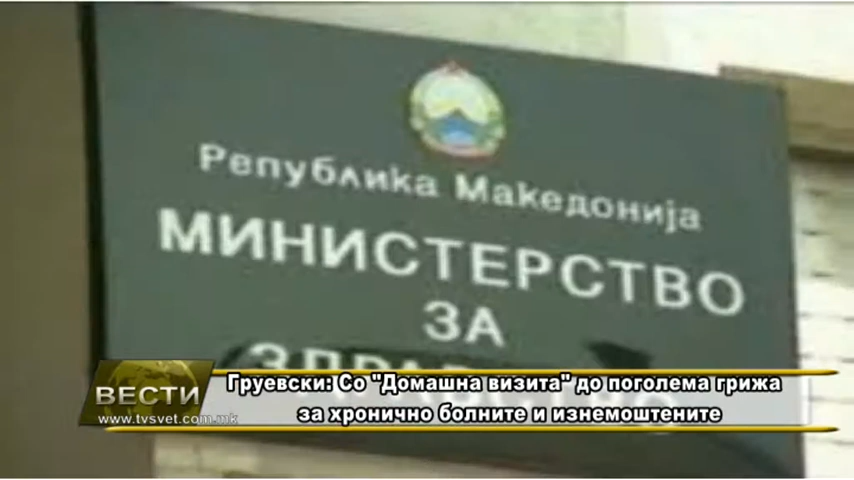 Република Македонија
МИНИСТЕРСТВО
ЗА
ВЕСТИ
www.tvsvet.com.mk
Груевски: Со "Домашна визита" до поголема грижа
за хронично болните и изнемоштените